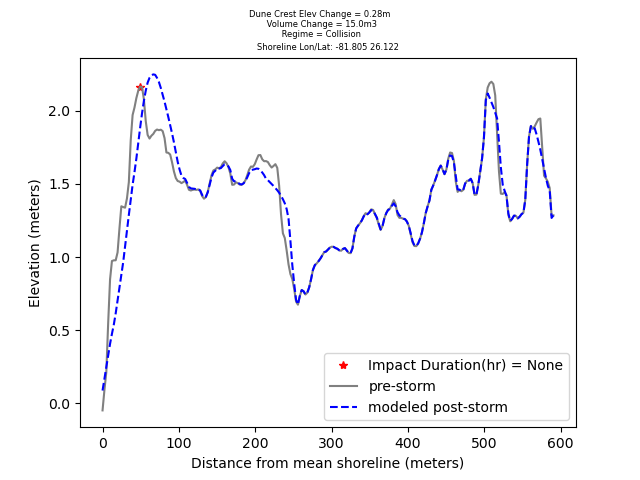 Dune Crest Elev Change = 0.28m
Volume Change = 15.0m3
Regime = Collision
Shoreline Lon/Lat: -81.805 26.122
2.0
1.5
1.0
0.5
0.0
Elevation (meters)
Impact Duration(hr) = None
pre-storm
modeled post-storm
0 100 200 300 400 500 600
Distance from mean shoreline (meters)